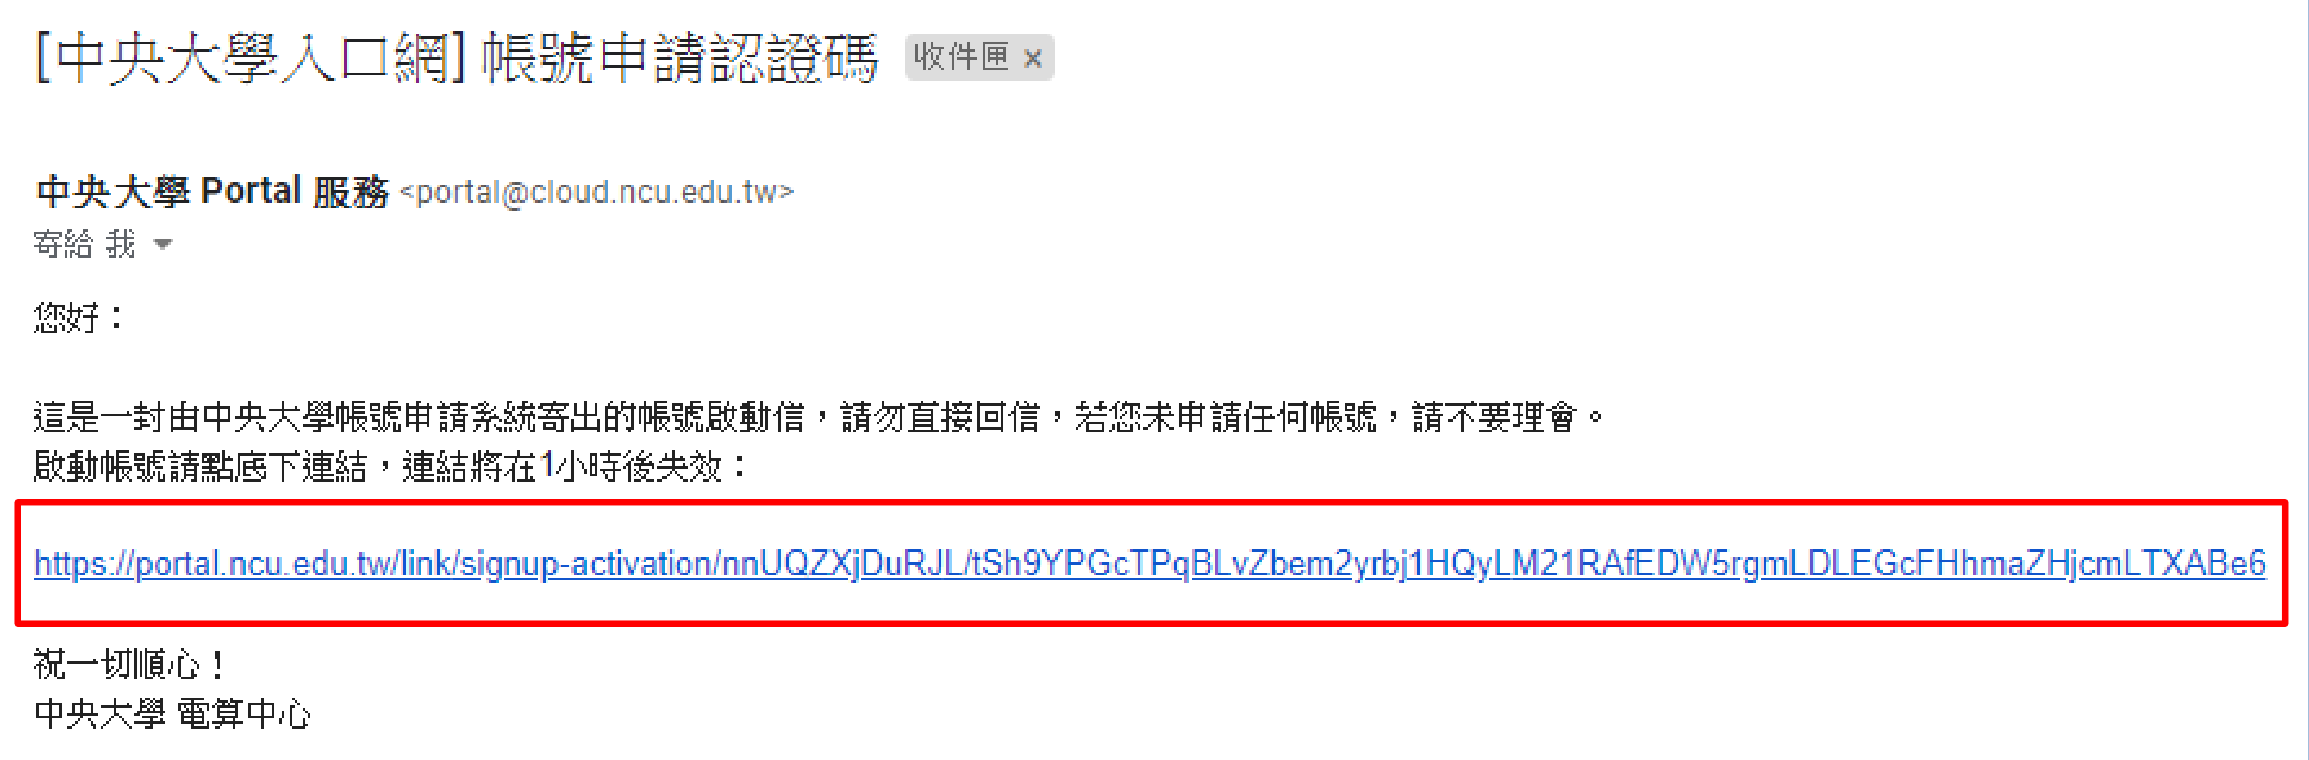 [中央大學入口網] 帳號申請認證碼 收件匣 x
中央大學 Portal 服務 <portal@cloud.ncu.edu.tw>
寄給 我
您好：
這是一封由中央大學帳號申請系統寄出的帳號啟動信，請勿直接回信，若您未申請任何帳號，請不要理會。
啟動帳號請點底下連結，連結將在1小時後失效：
https://portal.ncu.edu.tw/link/signup-activation/nnUQZXjDuRJL/tSh9YPGcTPqBLvZbem2yrbj1HQyLM21RAfEDW5rgmLDLEGcFHhmaZHjcmLTXABe6
祝一切順心！
中央大學 電算中心